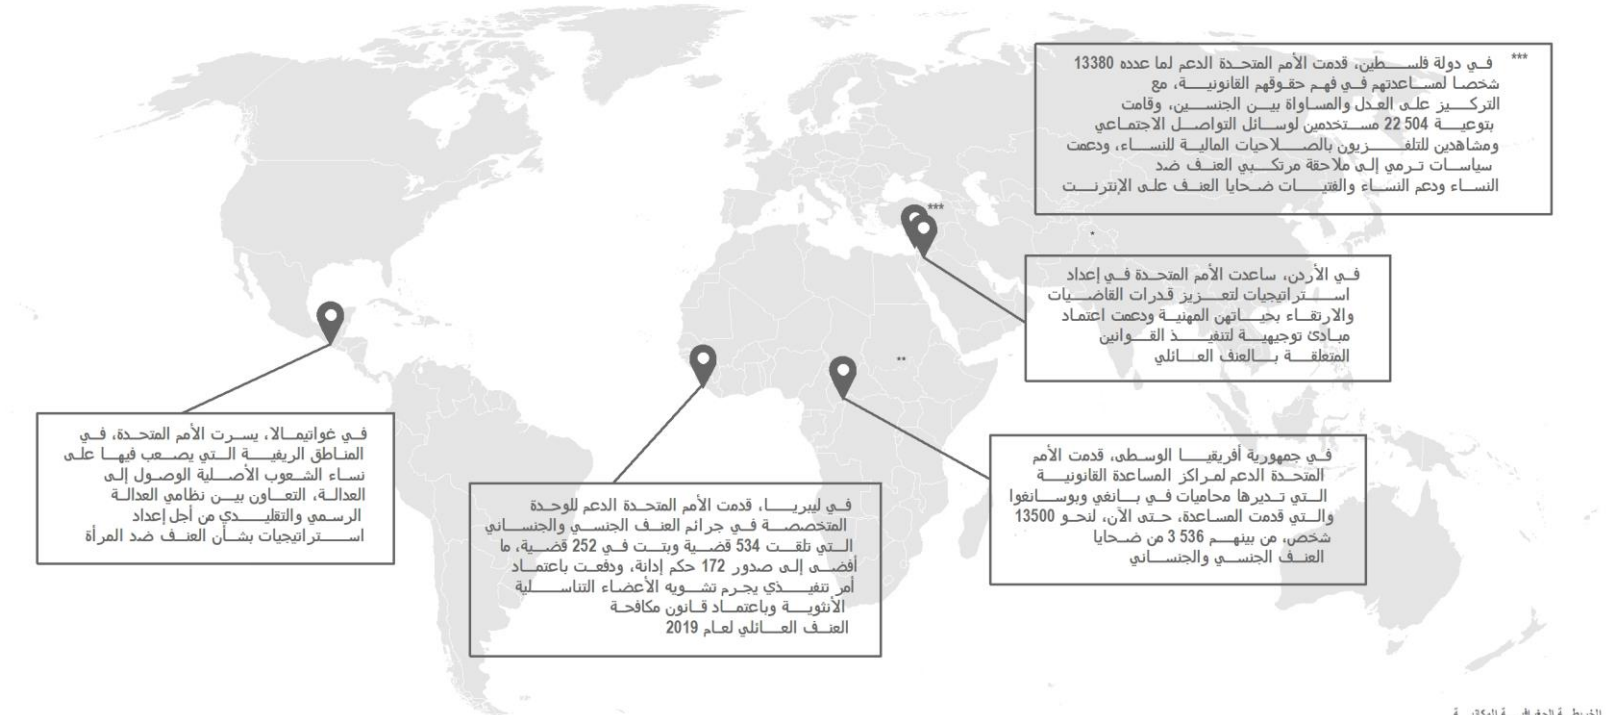 *** في دولة فلسطين، قدمت الأمم المتحدة الدعم لما عدده 13380
شخصا لمساعدتهم في فهم حقوقهم القانونية، مع
التركيز على العدل والمساواة بين الجنسين، وقامت
بتوعية 504 22 مستخدمين لوسائل التواصل الاجتماعي
ومشاهدين للتلفزيون بالصلاحيات المالية للنساء، ودعمت
سياسات ترمي إلى ملاحقة مرتكبي العنف ضد
النساء ودعم النساء والفتيات ضحايا العنف على الإنترنت
***
*
في الأردن، ساعدت الأمم المتحدة في إعداد
استراتيجيات لتعزيز قدرات القاضيات
والارتقاء بحياتهن المهنية ودعمت اعتماد
مبادئ توجيهية لتنفيذ القوانين
المتعلقة بالعنف العائلي
**
في جمهورية أفريقيا الوسطى، قدمت الأمم
المتحدة الدعم لمراكز المساعدة القانونية
التي تديرها محاميات في بانغي وبوسانغوا
والتي قدمت المساعدة، حتى الآن، لنحو 13500
شخص، من بينهم 536 3 من ضحايا
العنف الجنسي والجنساني
في ليبريا، قدمت الأمم المتحدة الدعم للوحدة
المتخصصة في جرائم العنف الجنسي والجنساني
التي تلقت 534 قضية وبتت في 252 قضية، ما
أفضى إلى صدور 172 حكم إدانة، ودفعت باعتماد
أمر تنفيذي يجرم تشويه الأعضاء التناسلية
الأنثوية وباعتماد قانون مكافحة
العنف العائلي لعام 2019
في غواتيمالا، يسرت الأمم المتحدة، في
المناطق الريفية التي يصعب فيها على
نساء الشعوب الأصلية الوصول إلى
العدالة، التعاون بين نظامي العدالة
الرسمي والتقليدي من أجل إعداد
استراتيجيات بشأن العنف ضد المرأة